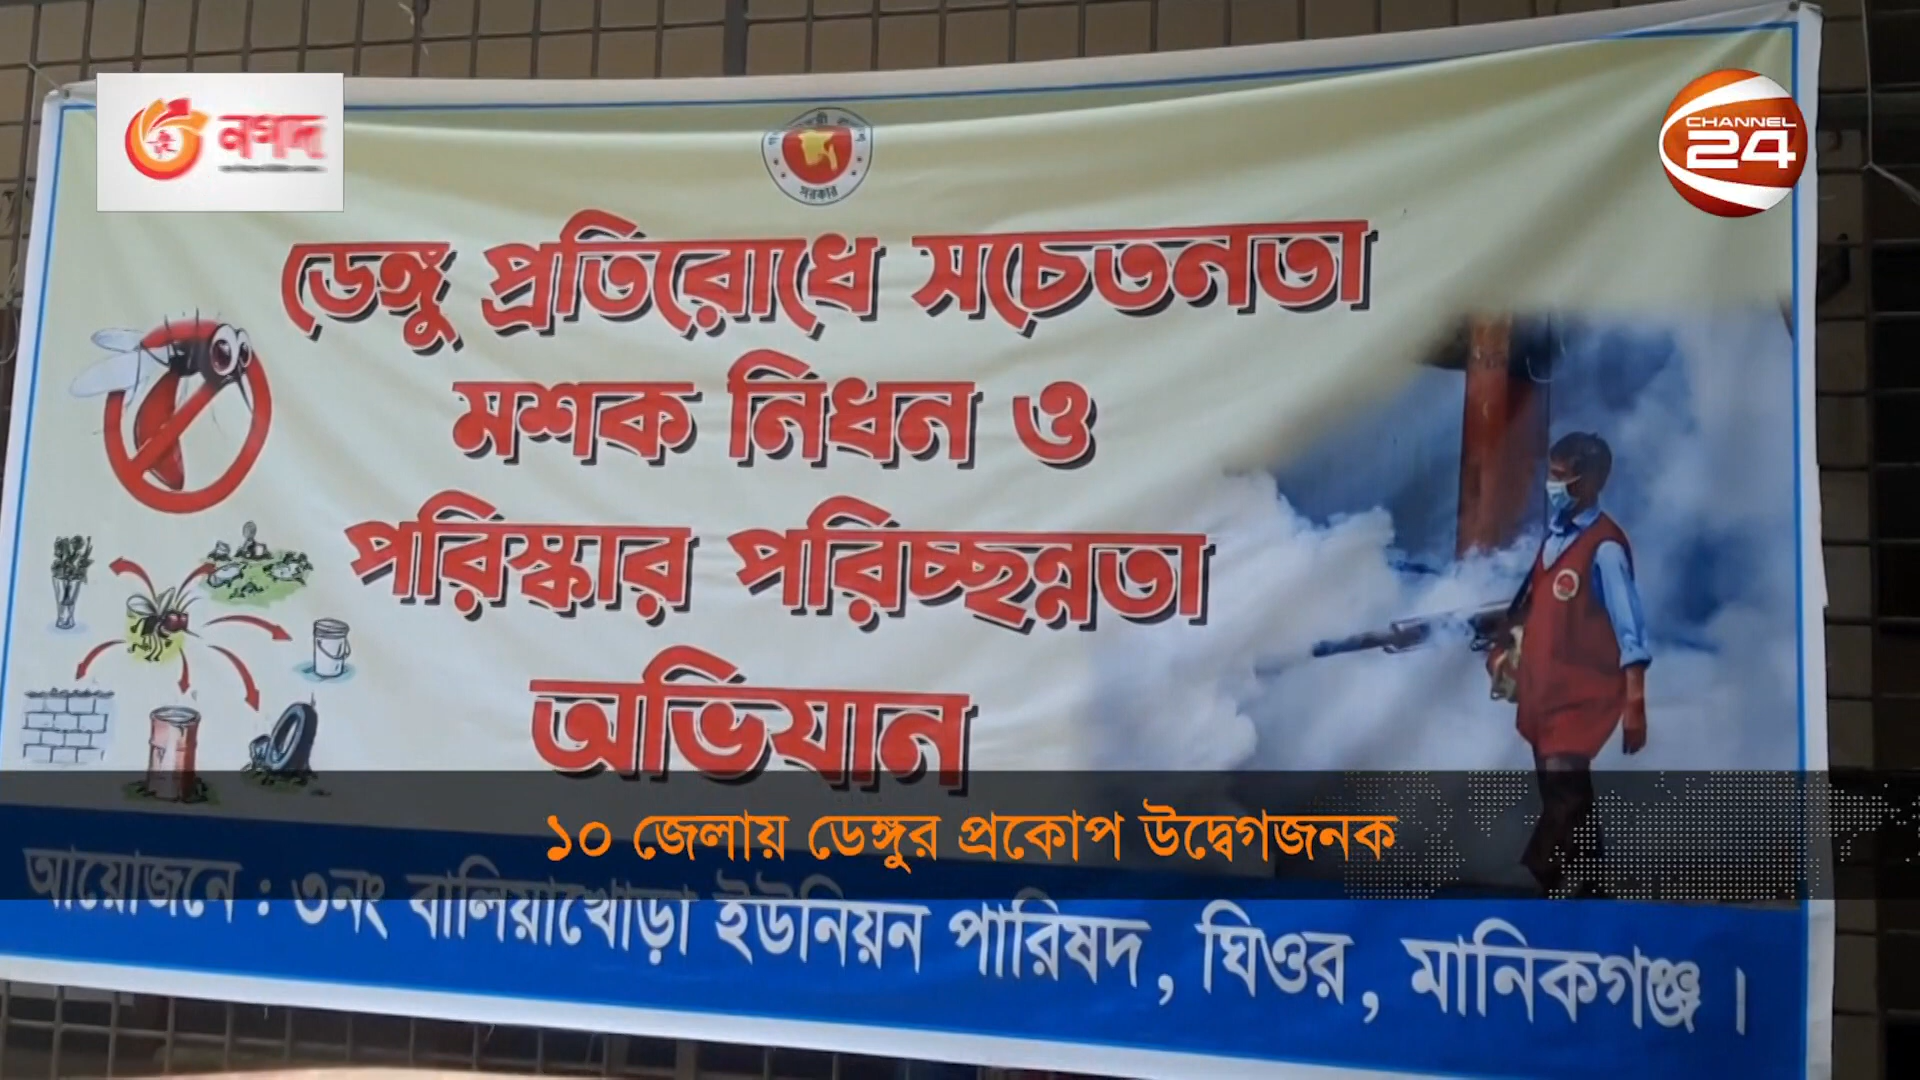 নগদ
CHANNEL
24
সরকার
ডেঙ্গু প্রতিরোধে সচেতনতা
মশক নিধন ও
পরিস্কার পরিচ্ছন্নতা
অভিযান
১০ জেলায় ডেঙ্গুর প্রকোপ উদ্বেগজনক
আয়োজনে : ৩নং বালিয়াখোড়া ইউনিয়ন পারিষদ, ঘিওর, মানিকগঞ্জ।